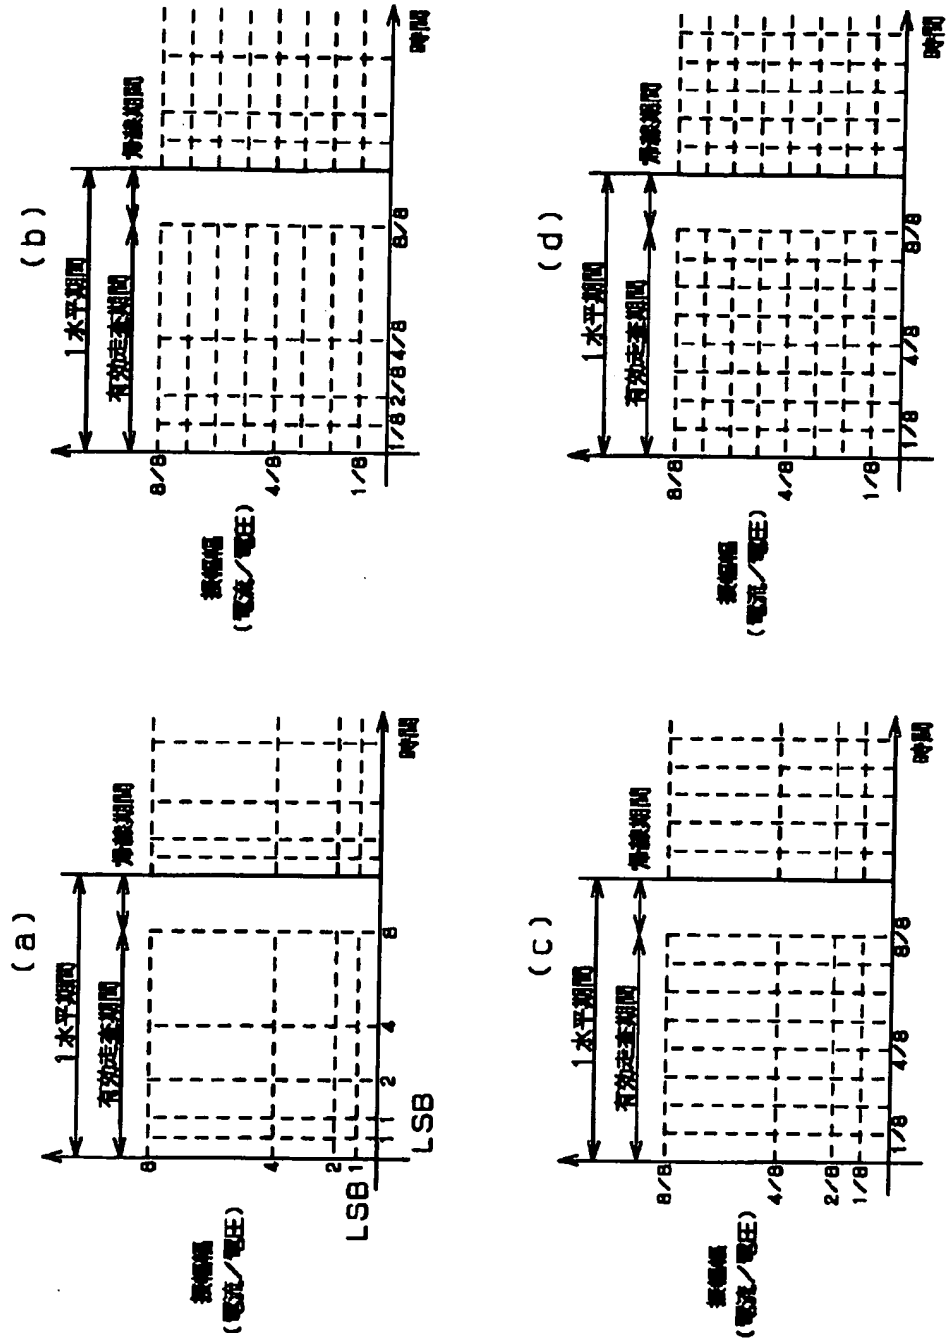 (a)
1水平期間
有効走査期間
帰線期間
振幅幅
(電流/電圧)
8
4
2
1
LSB
1
2
4
8
LSB
時間
(b)
1水平期間
有効走査期間
帰線期間
振幅幅
(電流/電圧)
8/8
4/8
1/8
1/8
2/8
4/8
8/8
時間
(c)
1水平期間
有効走査期間
帰線期間
振幅幅
(電流/電圧)
8/8
4/8
2/8
1/8
1/8
4/8
8/8
時間
(d)
1水平期間
有効走査期間
帰線期間
振幅幅
(電流/電圧)
8/8
4/8
1/8
1/8
4/8
8/8
時間